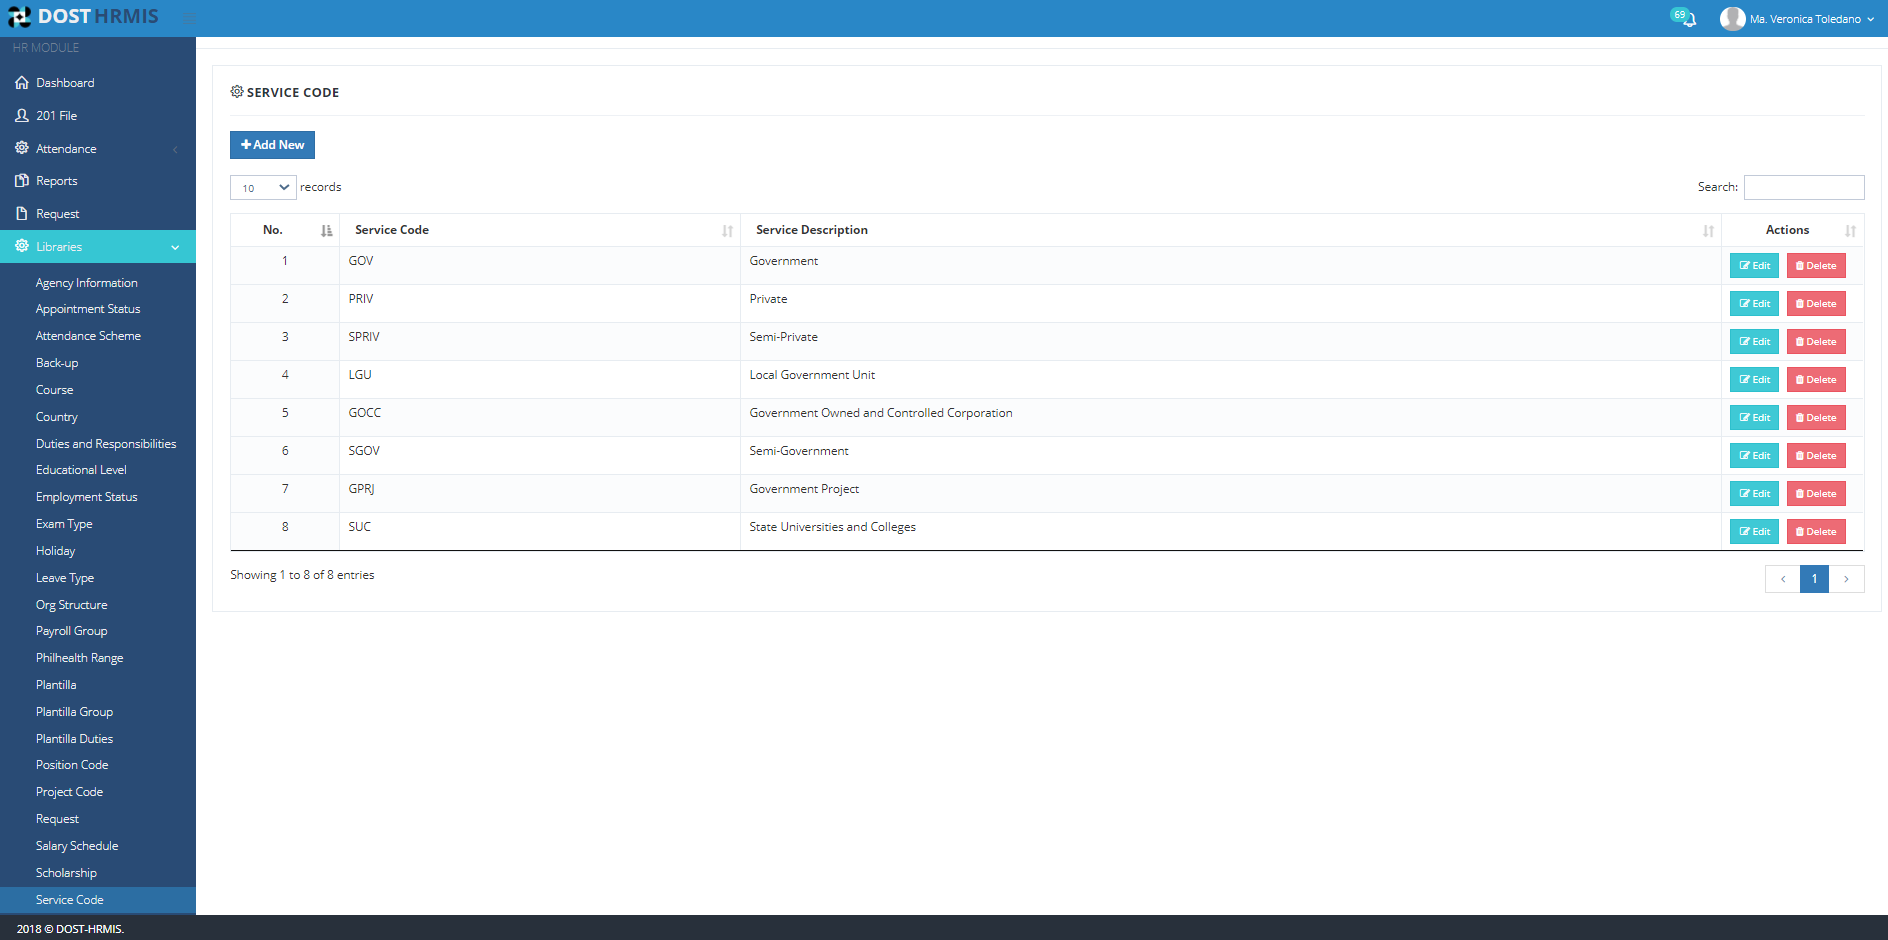 DOST HRMIS
69
Ma. Veronica Toledano
HR MODULE
Dashboard
201 File
Attendance
Reports
Request
Libraries
Agency Information
Appointment Status
Attendance Scheme
Back-up
Course
Country
Duties and Responsibilities
Educational Level
Employment Status
Exam Type
Holiday
Leave Type
Org Structure
Payroll Group
Philhealth Range
Plantilla
Plantilla Group
Plantilla Duties
Position Code
Project Code
Request
Salary Schedule
Scholarship
Service Code
SERVICE CODE
Add New
10 records
Search:
No. Service Code Service Description Actions
1 GOV Government Edit Delete
2 PRIV Private Edit Delete
3 SPRIV Semi-Private Edit Delete
4 LGU Local Government Unit Edit Delete
5 GOCC Government Owned and Controlled Corporation Edit Delete
6 SGOV Semi-Government Edit Delete
7 GPRJ Government Project Edit Delete
8 SUC State Universities and Colleges Edit Delete
Showing 1 to 8 of 8 entries
1
2018 © DOST-HRMIS.